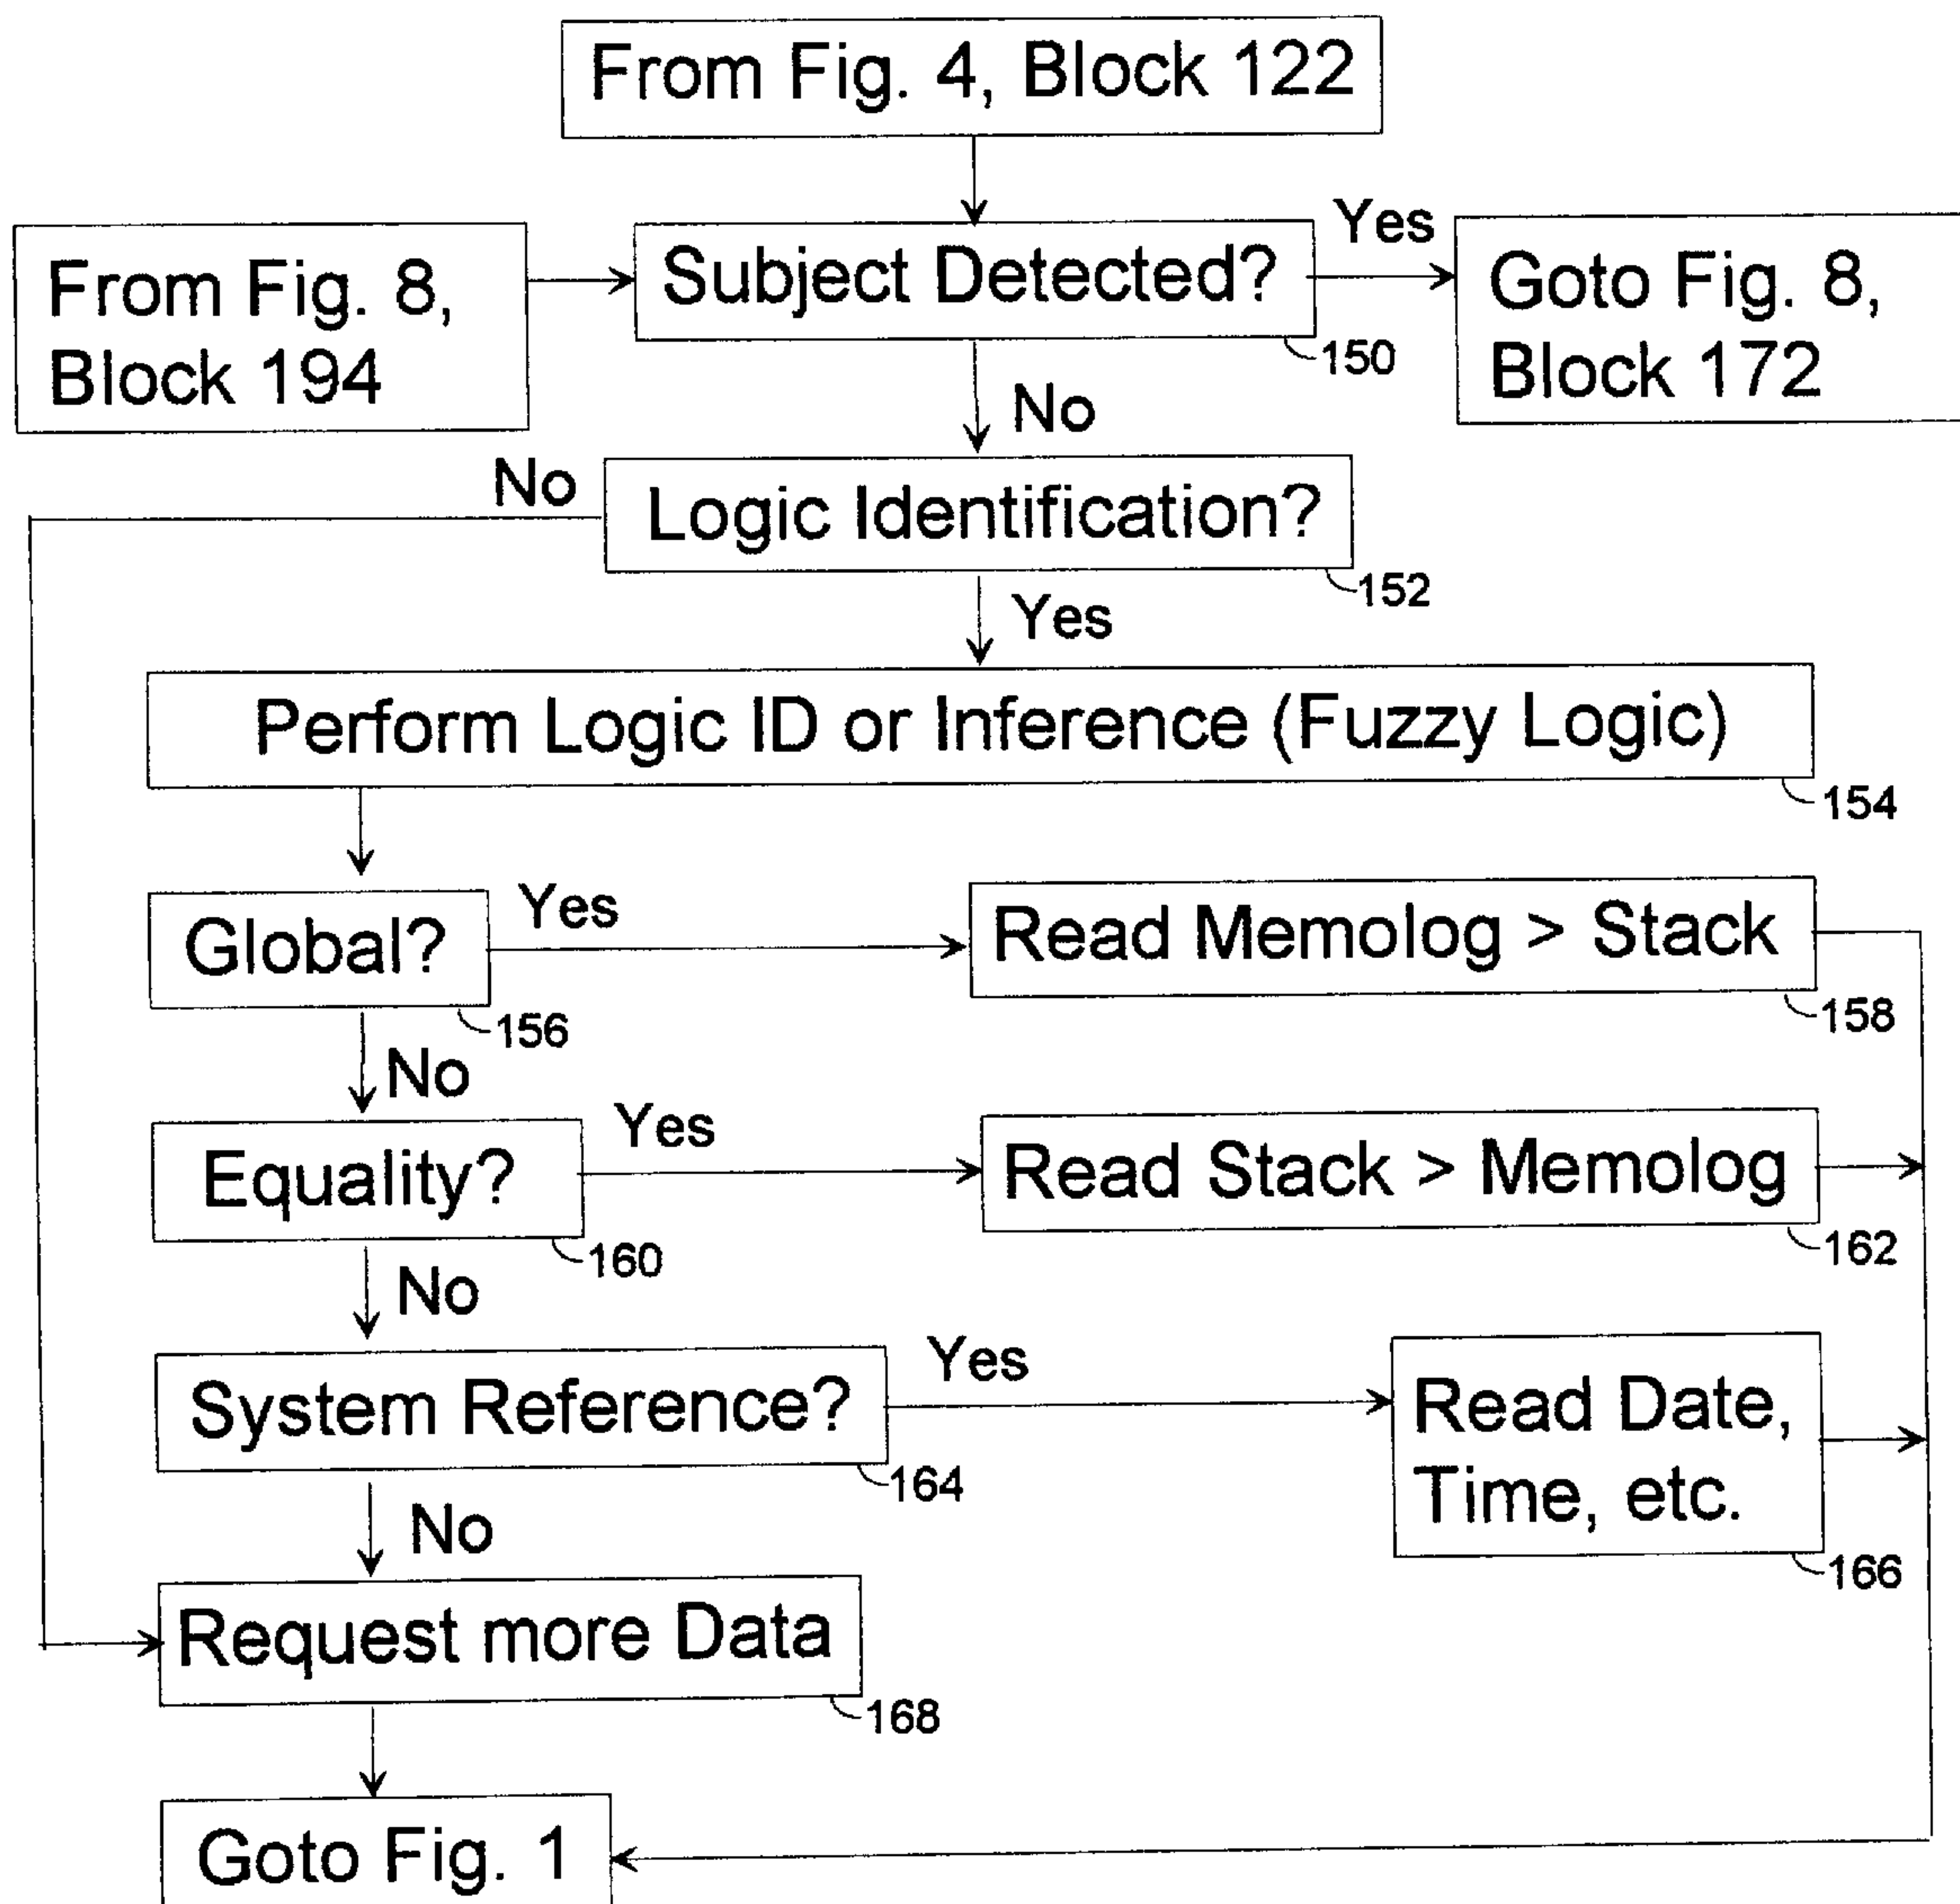 From Fig. 4, Block 122
From Fig. 8,
Block 194
Subject Detected?
150
Yes
Goto Fig. 8,
Block 172
No
No
Logic Identification?
152
Yes
Perform Logic ID or Inference (Fuzzy Logic)
154
Global?
156
Yes
Read Memolog > Stack
158
No
Equality?
160
Yes
Read Stack > Memolog
162
No
System Reference?
164
Yes
Read Date,
Time, etc.
166
No
Request more Data
168
Goto Fig. 1